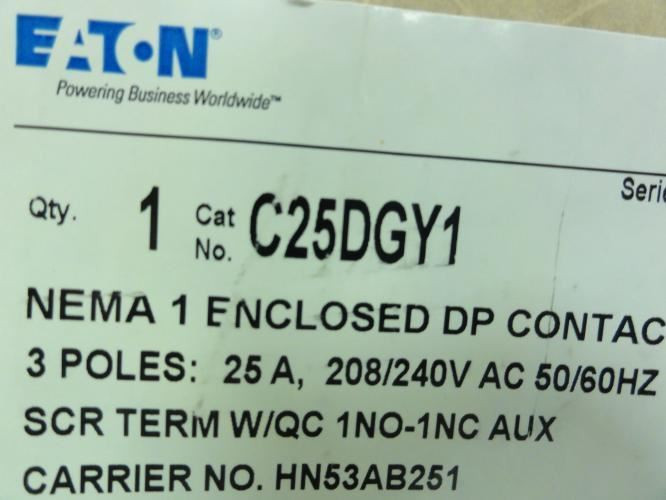 EATON®
Powering Business Worldwide™
Serie
Qty. 1 Cat No. C25DGY1
NEMA 1 ENCLOSED DP CONTAC
3 POLES: 25 A, 208/240V AC 50/60HZ
SCR TERM W/QC 1NO-1NC AUX
CARRIER NO. HN53AB251